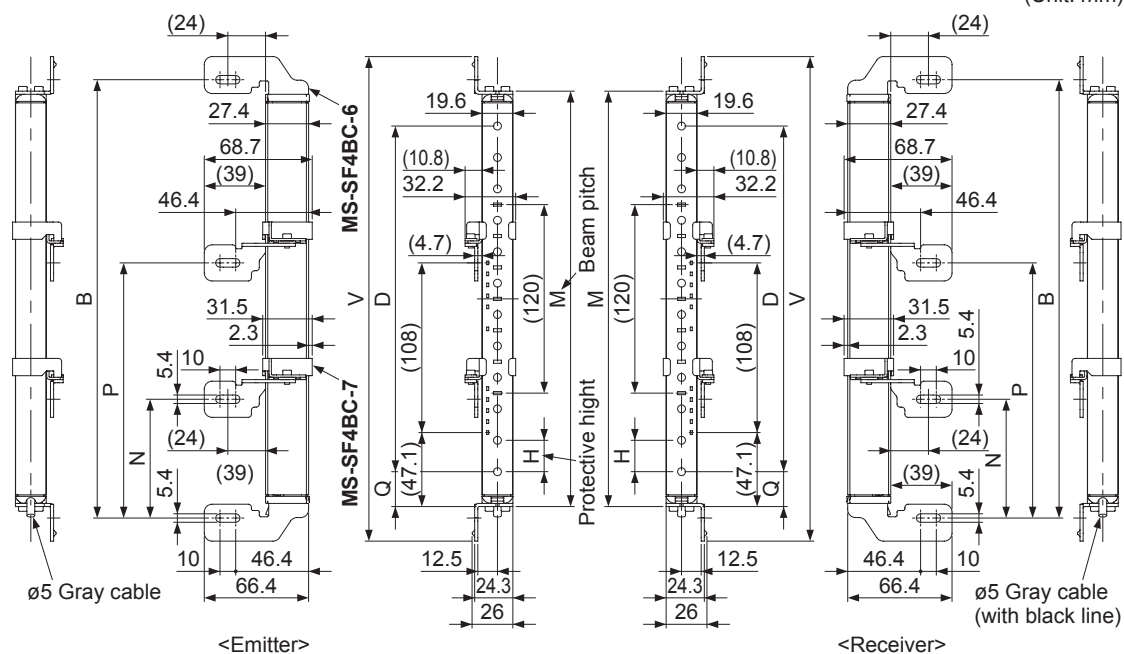 (Unit: mm)
(24)
27.4
68.7
(39)
46.4
MS-SF4BC-6
B
P
N
31.5
2.3
10
5.4
(24)
(39)
5.4
10
46.4
66.4
MS-SF4BC-7
ø5 Gray cable
<Emitter>
V
D
19.6
(10.8)
32.2
(4.7)
(108)
(120)
M
Beam pitch
H
Protective hight
Q
(47.1)
12.5
24.3
26
M
(120)
H
19.6
(10.8)
32.2
(4.7)
(108)
D
V
(47.1)
Q
12.5
24.3
26
(24)
27.4
68.7
(39)
46.4
31.5
2.3
5.4
10
B
P
N
(24)
(39)
5.4
46.4
10
66.4
ø5 Gray cable
(with black line)
<Receiver>